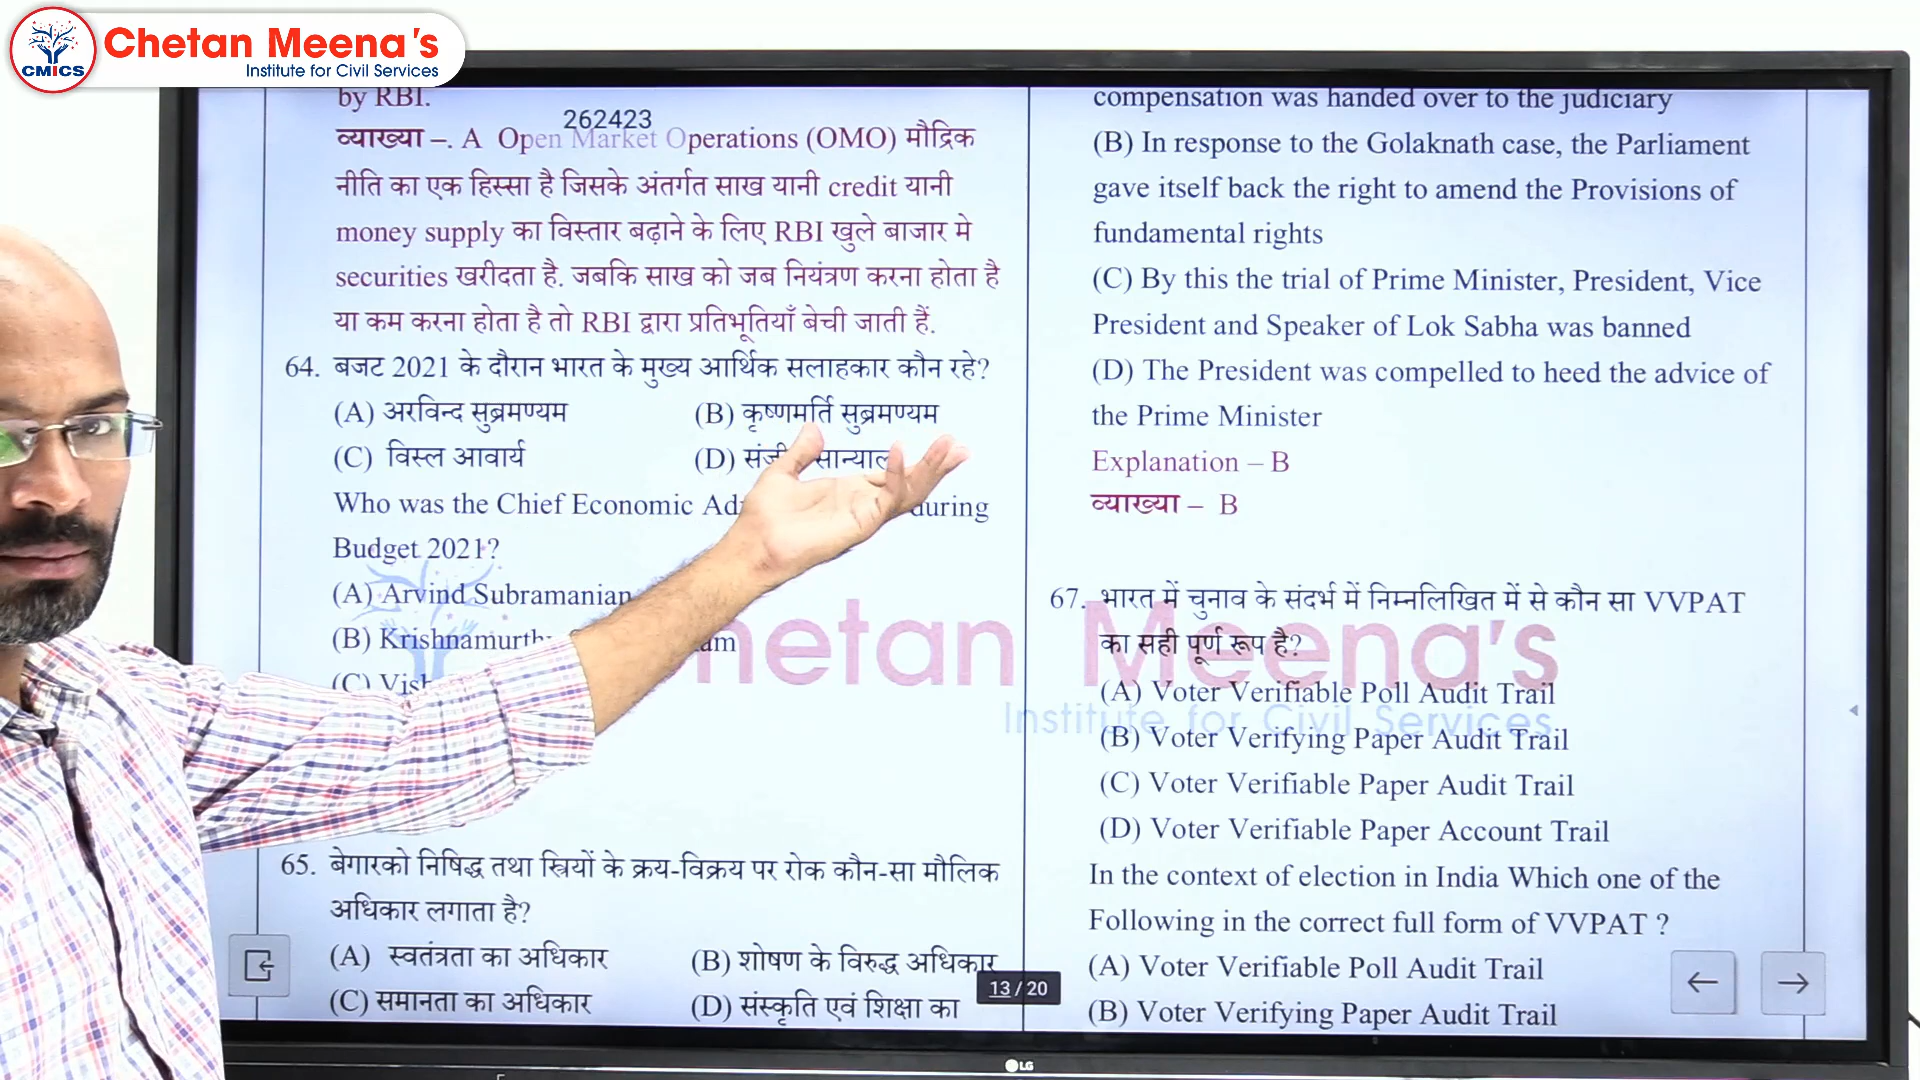 Chetan Meena's
Institute for Civil Services
CMICS
by RBI.
262423
व्याख्या –. A Open Market Operations (OMO) मौद्रिक
नीति का एक हिस्सा है जिसके अंतर्गत साख यानी credit यानी
money supply का विस्तार बढ़ाने के लिए RBI खुले बाजार मे
securities खरीदता है. जबकि साख को जब नियंत्रण करना होता है
या कम करना होता है तो RBI द्वारा प्रतिभूतियाँ बेची जाती हैं.
64. बजट 2021 के दौरान भारत के मुख्य आर्थिक सलाहकार कौन रहे?
(A) अरविन्द सुब्रमण्यम (B) कृष्णमर्ति सुब्रमण्यम
(C) विस्ल आवार्य (D) सान्याल
Who was the Chief Economic during
Budget 2021?
(A) Arvind Subramanian
(B)
(C)
65. बेगारको निषिद्ध तथा स्त्रियों के क्रय-विक्रय पर रोक कौन-सा मौलिक
अधिकार लगाता है?
(A) स्वतंत्रता का अधिकार (B) शोषण के विरुद्ध अधिकार
(C) समानता का अधिकार (D) संस्कृति एवं शिक्षा का
compensation was handed over to the judiciary
(B) In response to the Golaknath case, the Parliament
gave itself back the right to amend the Provisions of
fundamental rights
(C) By this the trial of Prime Minister, President, Vice
President and Speaker of Lok Sabha was banned
(D) The President was compelled to heed the advice of
the Prime Minister
Explanation – B
व्याख्या – B
67. भारत में चुनाव के संदर्भ में निम्नलिखित में से कौन सा VVPAT
का सही पूर्ण रूप है?
(A) Voter Verifiable Poll Audit Trail
(B) Voter Verifying Paper Audit Trail
(C) Voter Verifiable Paper Audit Trail
(D) Voter Verifiable Paper Account Trail
In the context of election in India Which one of the
Following in the correct full form of VVPAT ?
(A) Voter Verifiable Poll Audit Trail
(B) Voter Verifying Paper Audit Trail
Meena's
Institute for Civil Services
13 / 20
LG